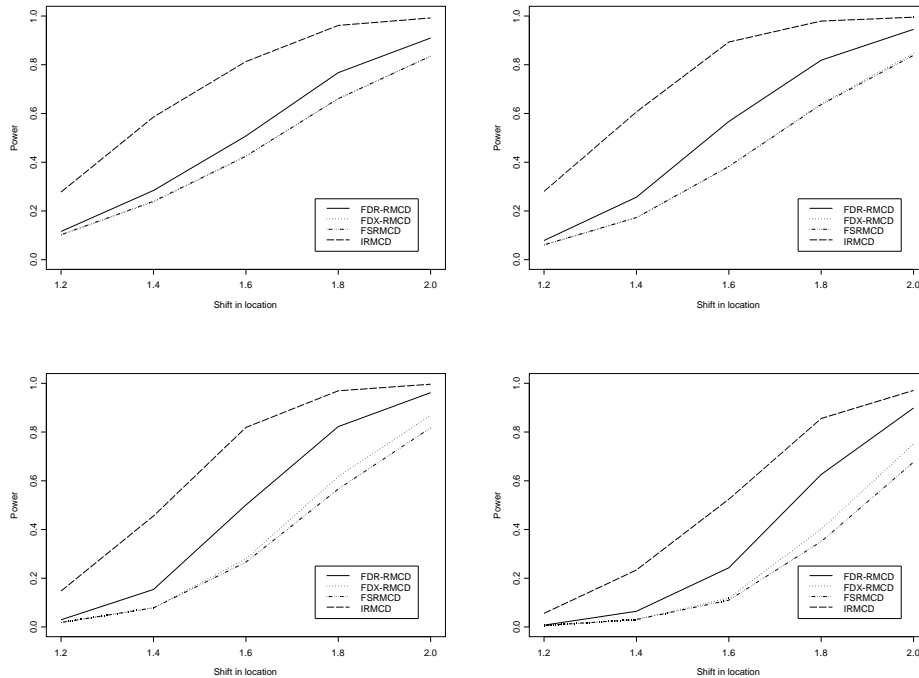 Power
0.0 0.2 0.4 0.6 0.8 1.0
FDR-RMCD
FDX-RMCD
FSRMCD
IRMCD
1.2 1.4 1.6 1.8 2.0
Shift in location
Power
0.0 0.2 0.4 0.6 0.8 1.0
FDR-RMCD
FDX-RMCD
FSRMCD
IRMCD
1.2 1.4 1.6 1.8 2.0
Shift in location
Power
0.0 0.2 0.4 0.6 0.8 1.0
FDR-RMCD
FDX-RMCD
FSRMCD
IRMCD
1.2 1.4 1.6 1.8 2.0
Shift in location
Power
0.0 0.2 0.4 0.6 0.8 1.0
FDR-RMCD
FDX-RMCD
FSRMCD
IRMCD
1.2 1.4 1.6 1.8 2.0
Shift in location